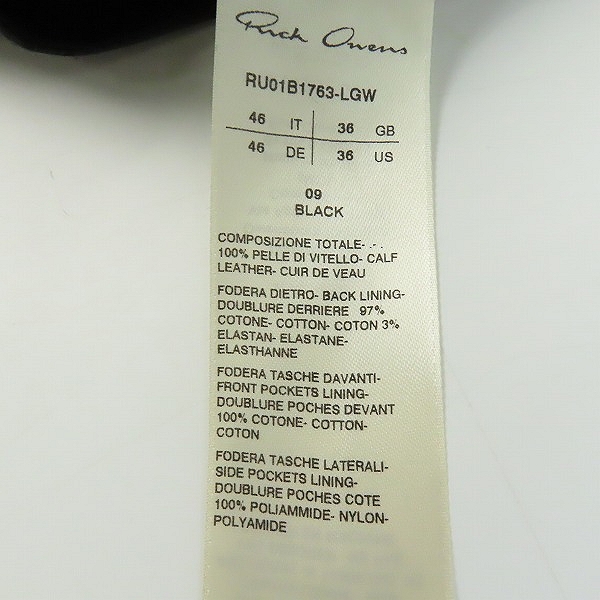 Rick Owens
RU01B1763-LGW
46 IT 36 GB
46 DE 36 US
09
BLACK
COMPOSIZIONE TOTALE- - -
100% PELLE DI VITELLO- CALF
LEATHER- CUIR DE VEAU
FODERA DIETRO- BACK LINING-
DOUBLURE DERRIERE 97%
COTONE- COTTON- COTON 3%
ELASTAN- ELASTANE-
ELASTHANNE
FODERA TASCHE DAVANTI-
FRONT POCKETS LINING-
DOUBLURE POCHES DEVANT
100% COTONE- COTTON-
COTON
FODERA TASCHE LATERALI-
SIDE POCKETS LINING-
DOUBLURE POCHES COTE
100% POLIAMMIDE- NYLON-
POLYAMIDE